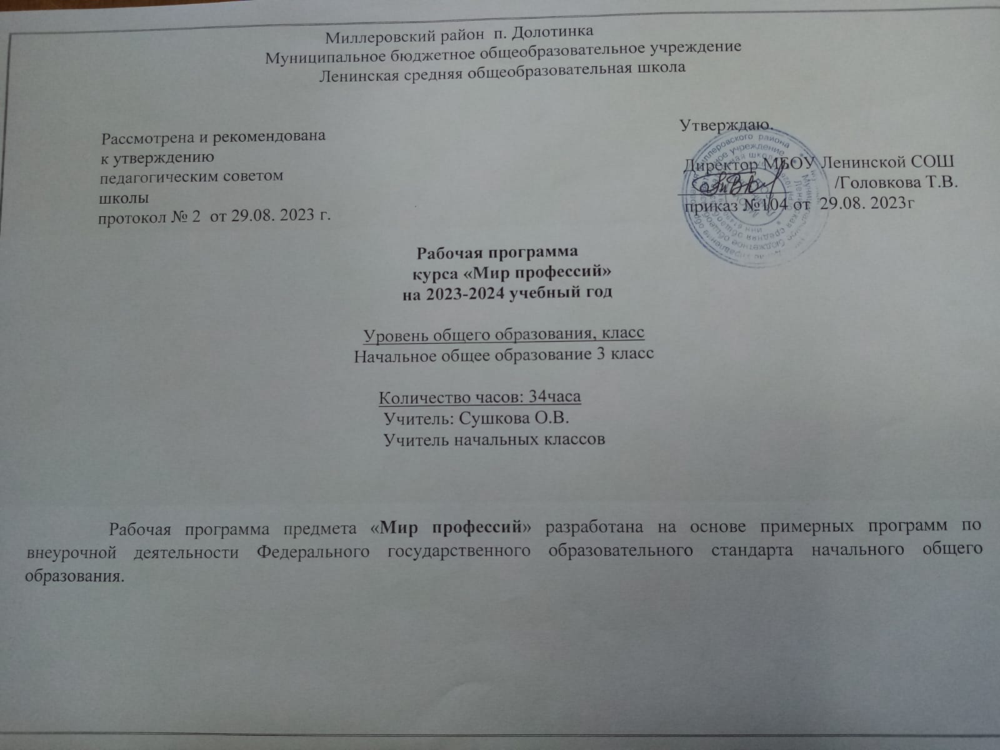 Миллеровский район п. Долотинка
Муниципальное бюджетное общеобразовательное учреждение
Ленинская средняя общеобразовательная школа
Рассмотрена и рекомендована
к утверждению
педагогическим советом
школы
протокол № 2 от 29.08. 2023 г.
Утверждаю.
Директор МБОУ Ленинской СОШ
/Головкова Т.В.
приказ №104 от 29.08. 2023г
Рабочая программа
курса «Мир профессий»
на 2023-2024 учебный год
Уровень общего образования, класс
Начальное общее образование 3 класс
Количество часов: 34часа
Учитель: Сушкова О.В.
Учитель начальных классов
Рабочая программа предмета «Мир профессий» разработана на основе примерных программ по
внеурочной деятельности Федерального государственного образовательного стандарта начального общего
образования.